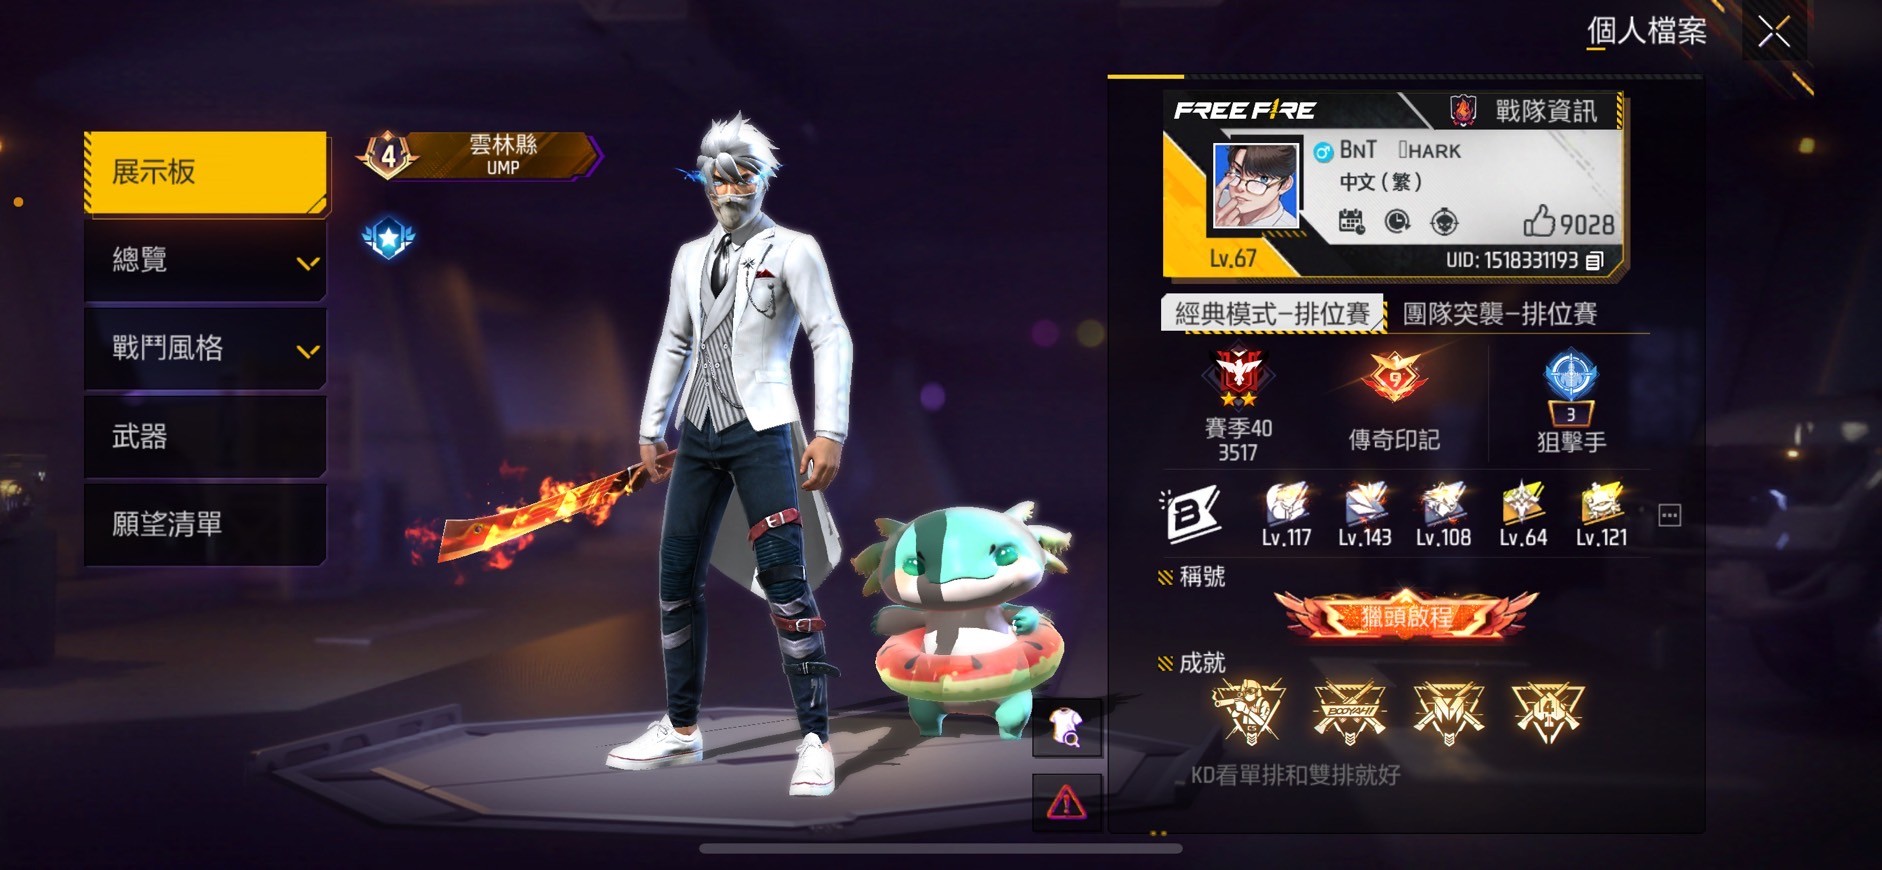 個人檔案
展示板
總覽
戰鬥風格
武器
願望清單
4
雲林縣
UMP
FREE FIRE
戰隊資訊
BNT HARK
中文(繁)
9028
Lv.67
UID: 1518331193
經典模式-排位賽
團隊突襲-排位賽
賽季40
3517
9
傳奇印記
3
狙擊手
B
Lv.117
Lv.143
Lv.108
Lv.64
Lv.121
稱號
獵頭啟程
成就
BOOYAH!
KD看單排和雙排就好